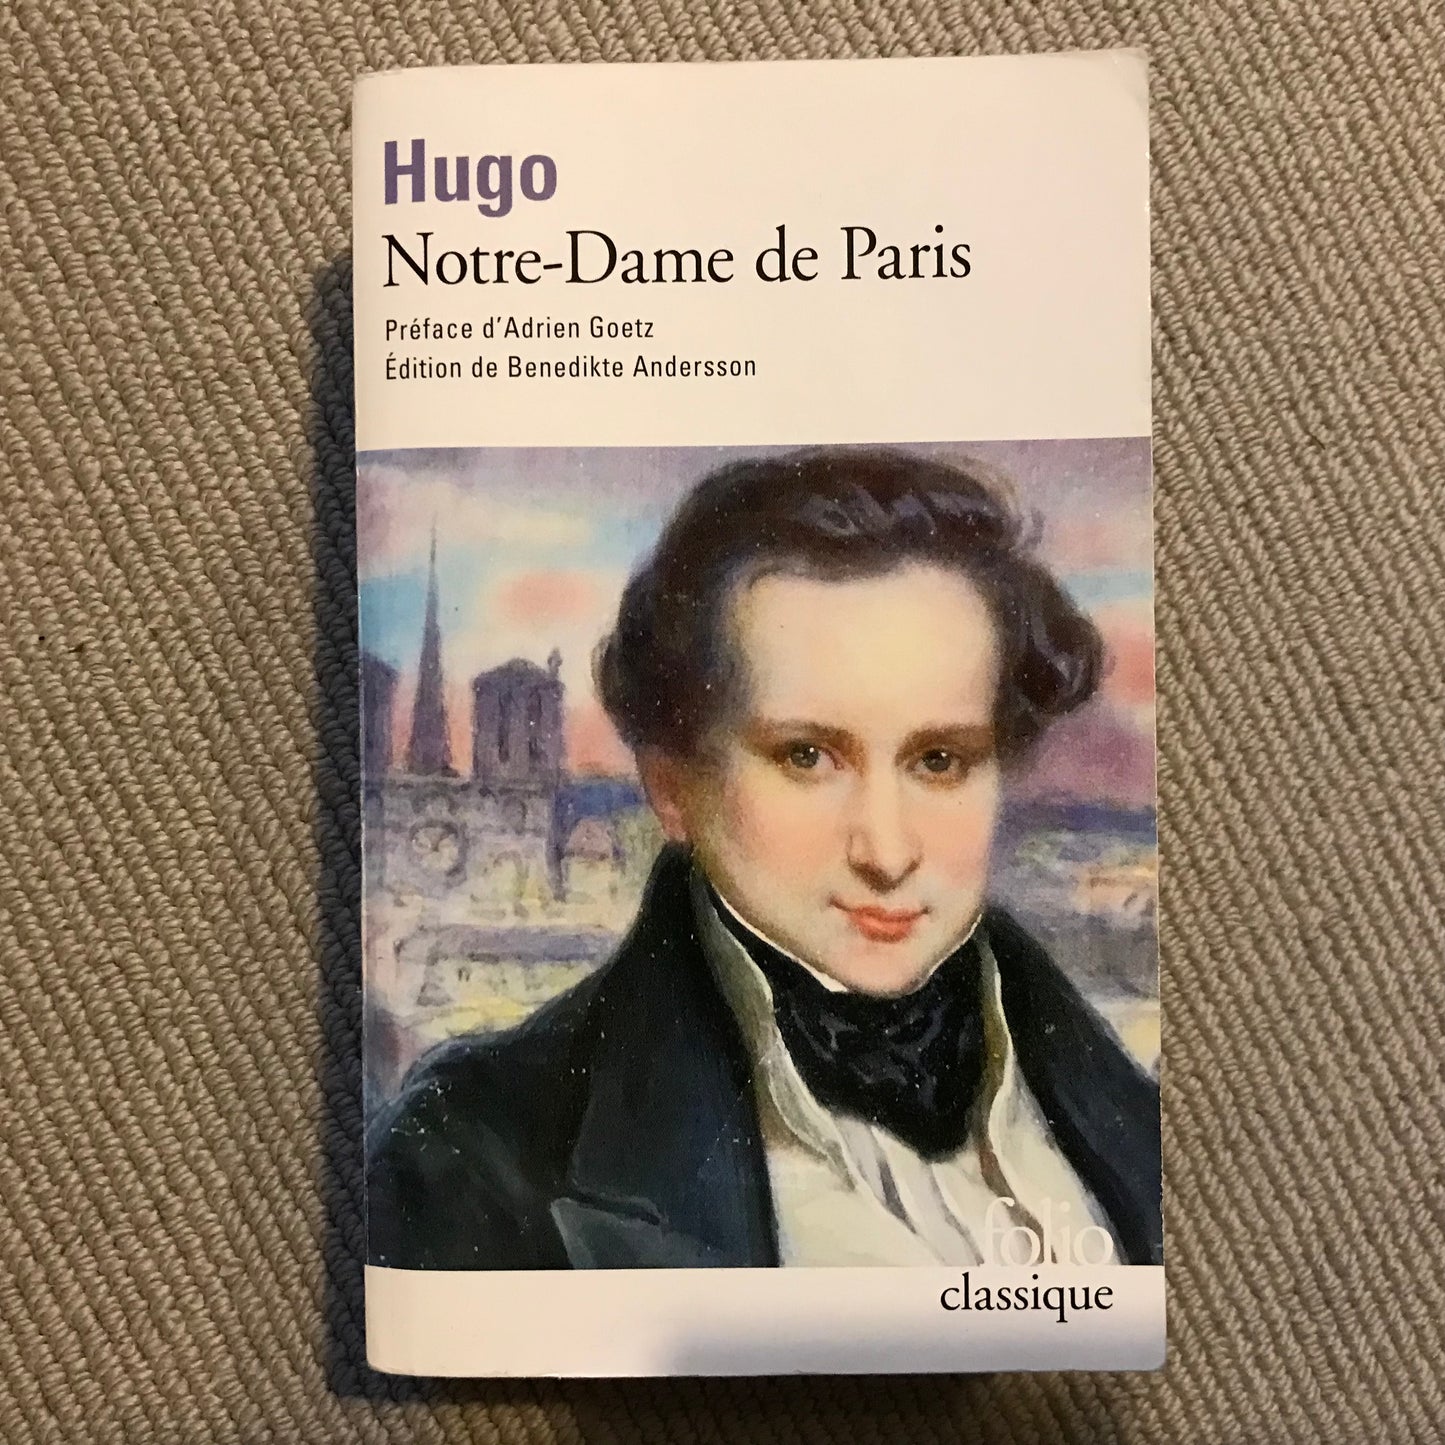 Hugo
Notre-Dame de Paris
Préface d'Adrien Goetz
Édition de Benedikte Andersson
folio
classique